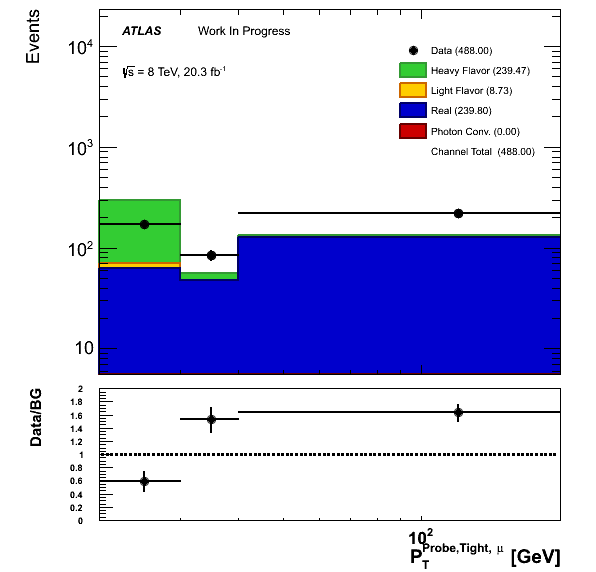 Events
ATLAS Work In Progress
√s = 8 TeV, 20.3 fb⁻¹
Data (488.00)
Heavy Flavor (239.47)
Light Flavor (8.73)
Real (239.80)
Photon Conv. (0.00)
Channel Total (488.00)
10⁴
10³
10²
10
Data/BG
2
1.8
1.6
1.4
1.2
1
0.8
0.6
0.4
0.2
0
10²
P_T^Probe,Tight, μ [GeV]